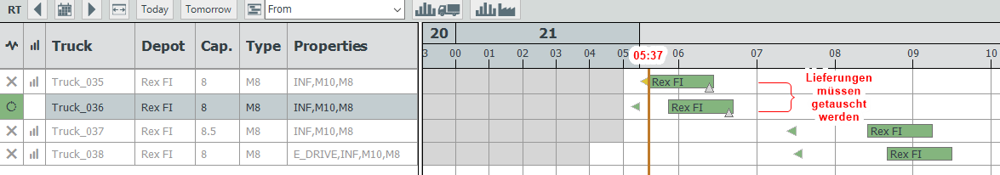 RT Today Tomorrow From
20 21
Truck Depot Cap. Type Properties
3 00 01 02 03 04 05 05:37 06 07 08 09 10
Truck_035 Rex FI 8 M8 INF,M10,M8 Rex FI
Truck_036 Rex FI 8 M8 INF,M10,M8 Rex FI
Lieferungen
müssen
getauscht
werden
Truck_037 Rex FI 8.5 M8 INF,M10,M8 Rex FI
Truck_038 Rex FI 8 M8 E_DRIVE,INF,M10,M8 Rex FI